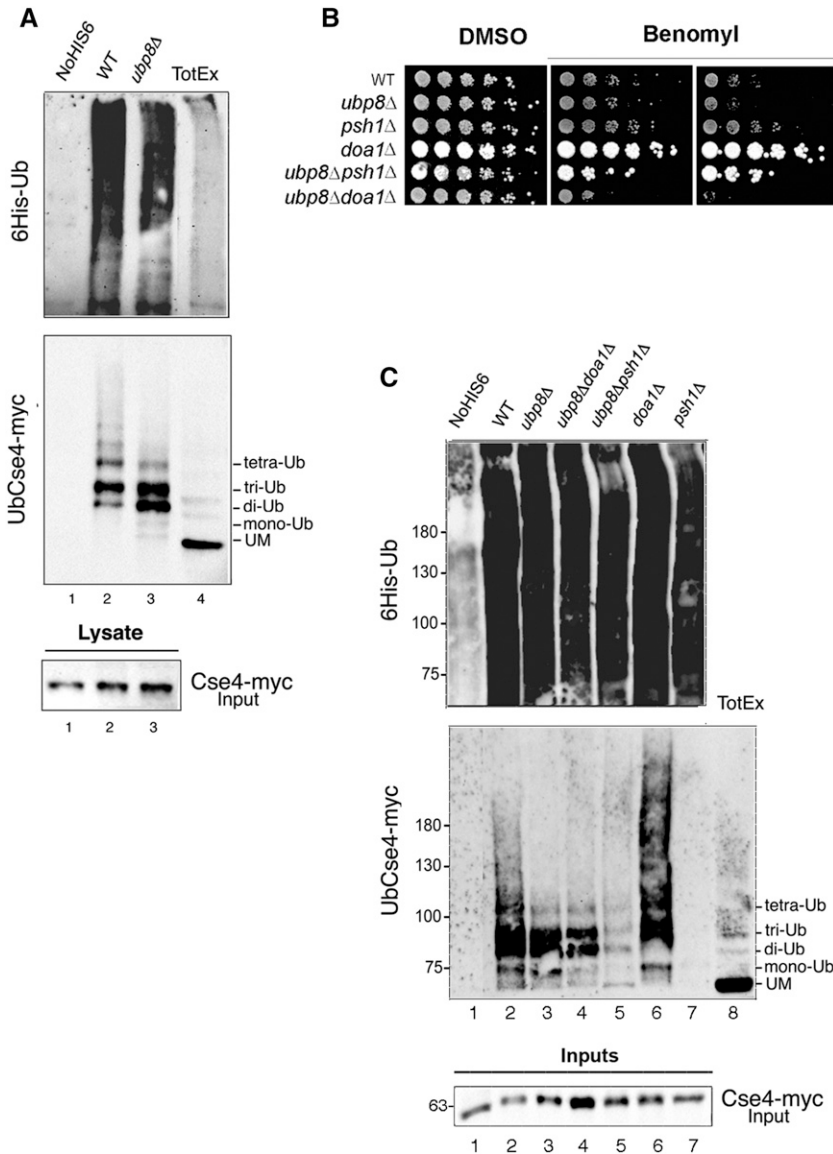 A
NoHIS6 WT ubp8Δ TotEx
6His-Ub
UbCse4-myc
tetra-Ub
tri-Ub
di-Ub
mono-Ub
UM
1 2 3 4
Lysate
Cse4-myc
Input
1 2 3
B
DMSO Benomyl
WT
ubp8Δ
psh1Δ
doa1Δ
ubp8Δpsh1Δ
ubp8Δdoa1Δ
C
NoHIS6 WT ubp8Δ ubp8Δdoa1Δ ubp8Δpsh1Δ doa1Δ psh1Δ
6His-Ub
180
130
100
75
TotEx
UbCse4-myc
180
130
100
75
tetra-Ub
tri-Ub
di-Ub
mono-Ub
UM
1 2 3 4 5 6 7 8
Inputs
63
Cse4-myc
Input
1 2 3 4 5 6 7